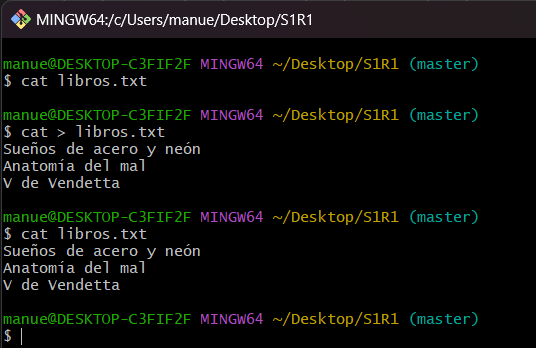 MINGW64:/c/Users/manue/Desktop/S1R1
manue@DESKTOP-C3FIF2F MINGW64 ~/Desktop/S1R1 (master)
$ cat libros.txt
manue@DESKTOP-C3FIF2F MINGW64 ~/Desktop/S1R1 (master)
$ cat > libros.txt
Sueños de acero y neón
Anatomía del mal
V de Vendetta
manue@DESKTOP-C3FIF2F MINGW64 ~/Desktop/S1R1 (master)
$ cat libros.txt
Sueños de acero y neón
Anatomía del mal
V de Vendetta
manue@DESKTOP-C3FIF2F MINGW64 ~/Desktop/S1R1 (master)
$